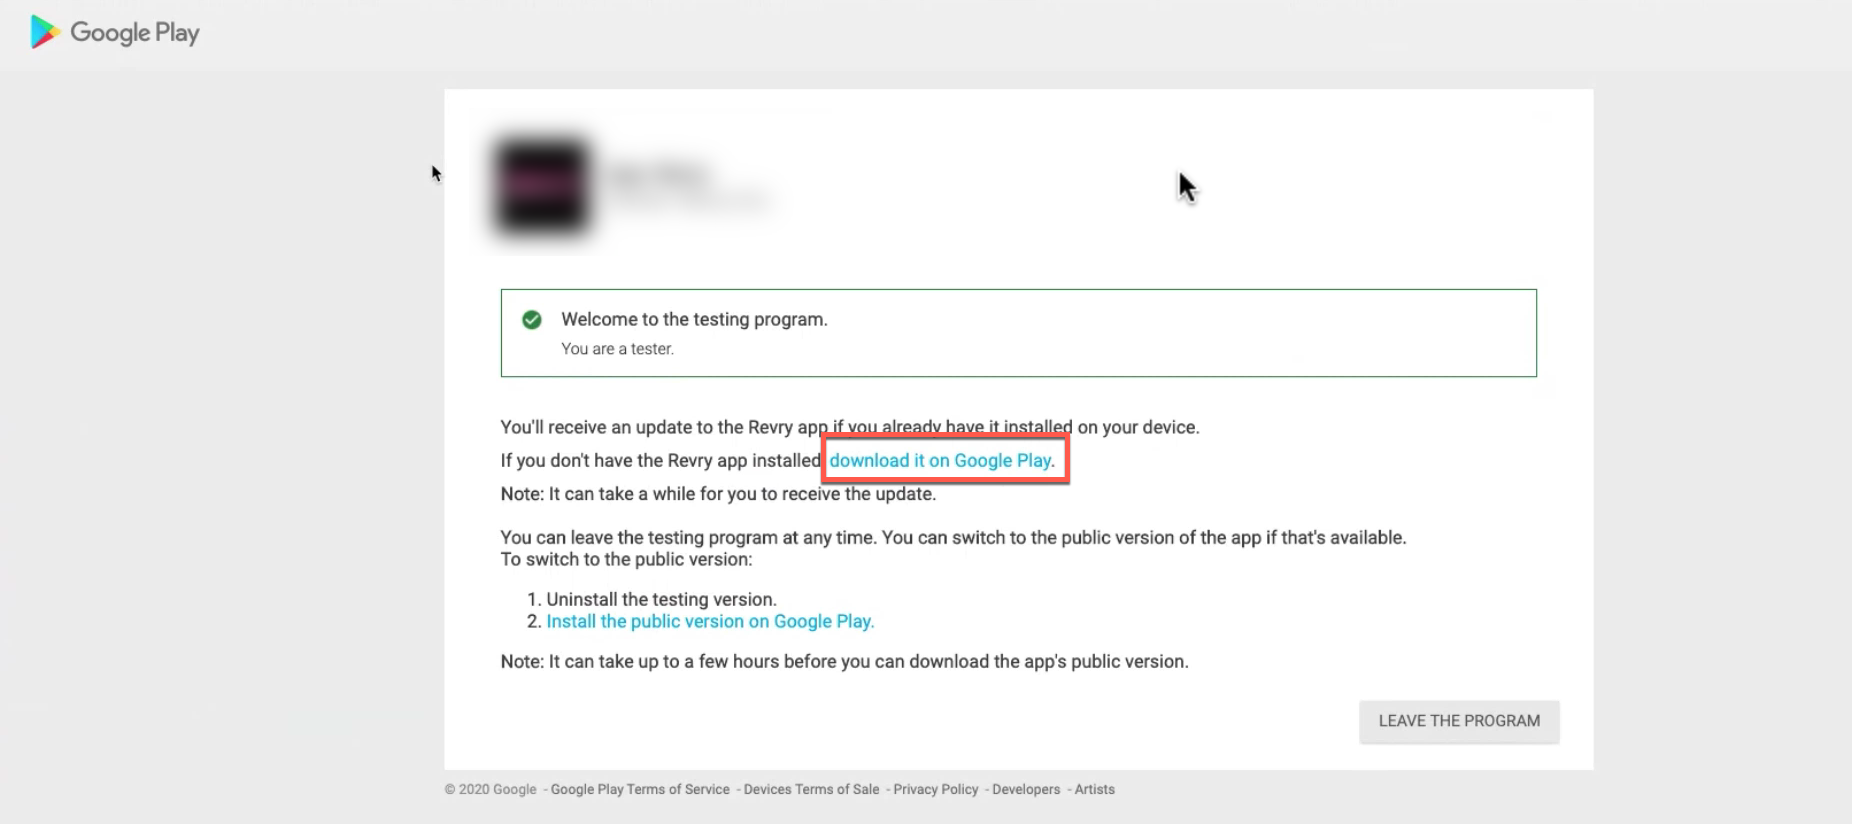 Google Play
Welcome to the testing program.
You are a tester.
You'll receive an update to the Revry app if you already have it installed on your device.
If you don't have the Revry app installed download it on Google Play.
Note: It can take a while for you to receive the update.
You can leave the testing program at any time. You can switch to the public version of the app if that's available.
To switch to the public version:
1. Uninstall the testing version.
2. Install the public version on Google Play.
Note: It can take up to a few hours before you can download the app's public version.
LEAVE THE PROGRAM
© 2020 Google - Google Play Terms of Service - Devices Terms of Sale - Privacy Policy - Developers - Artists